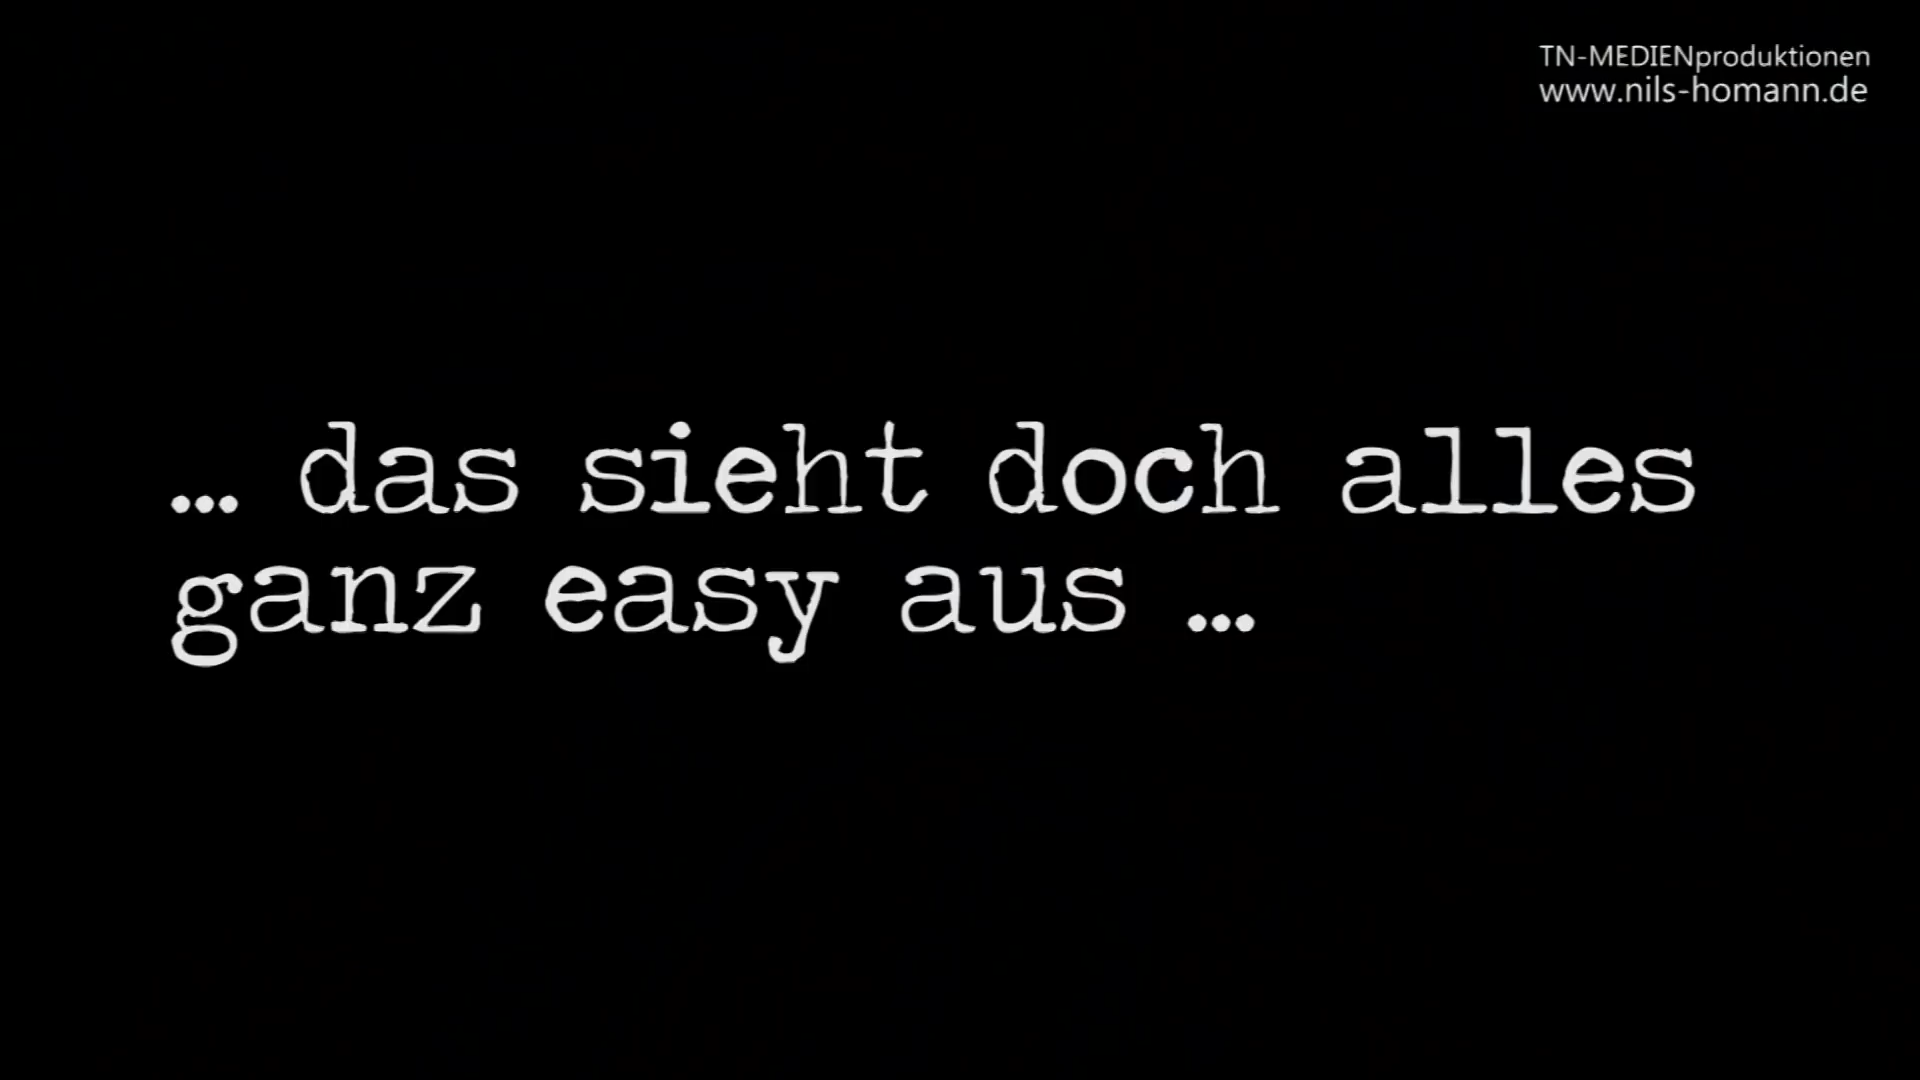 TN-MEDIENproduktionen
www.nils-homann.de
... das sieht doch alles
ganz easy aus ...